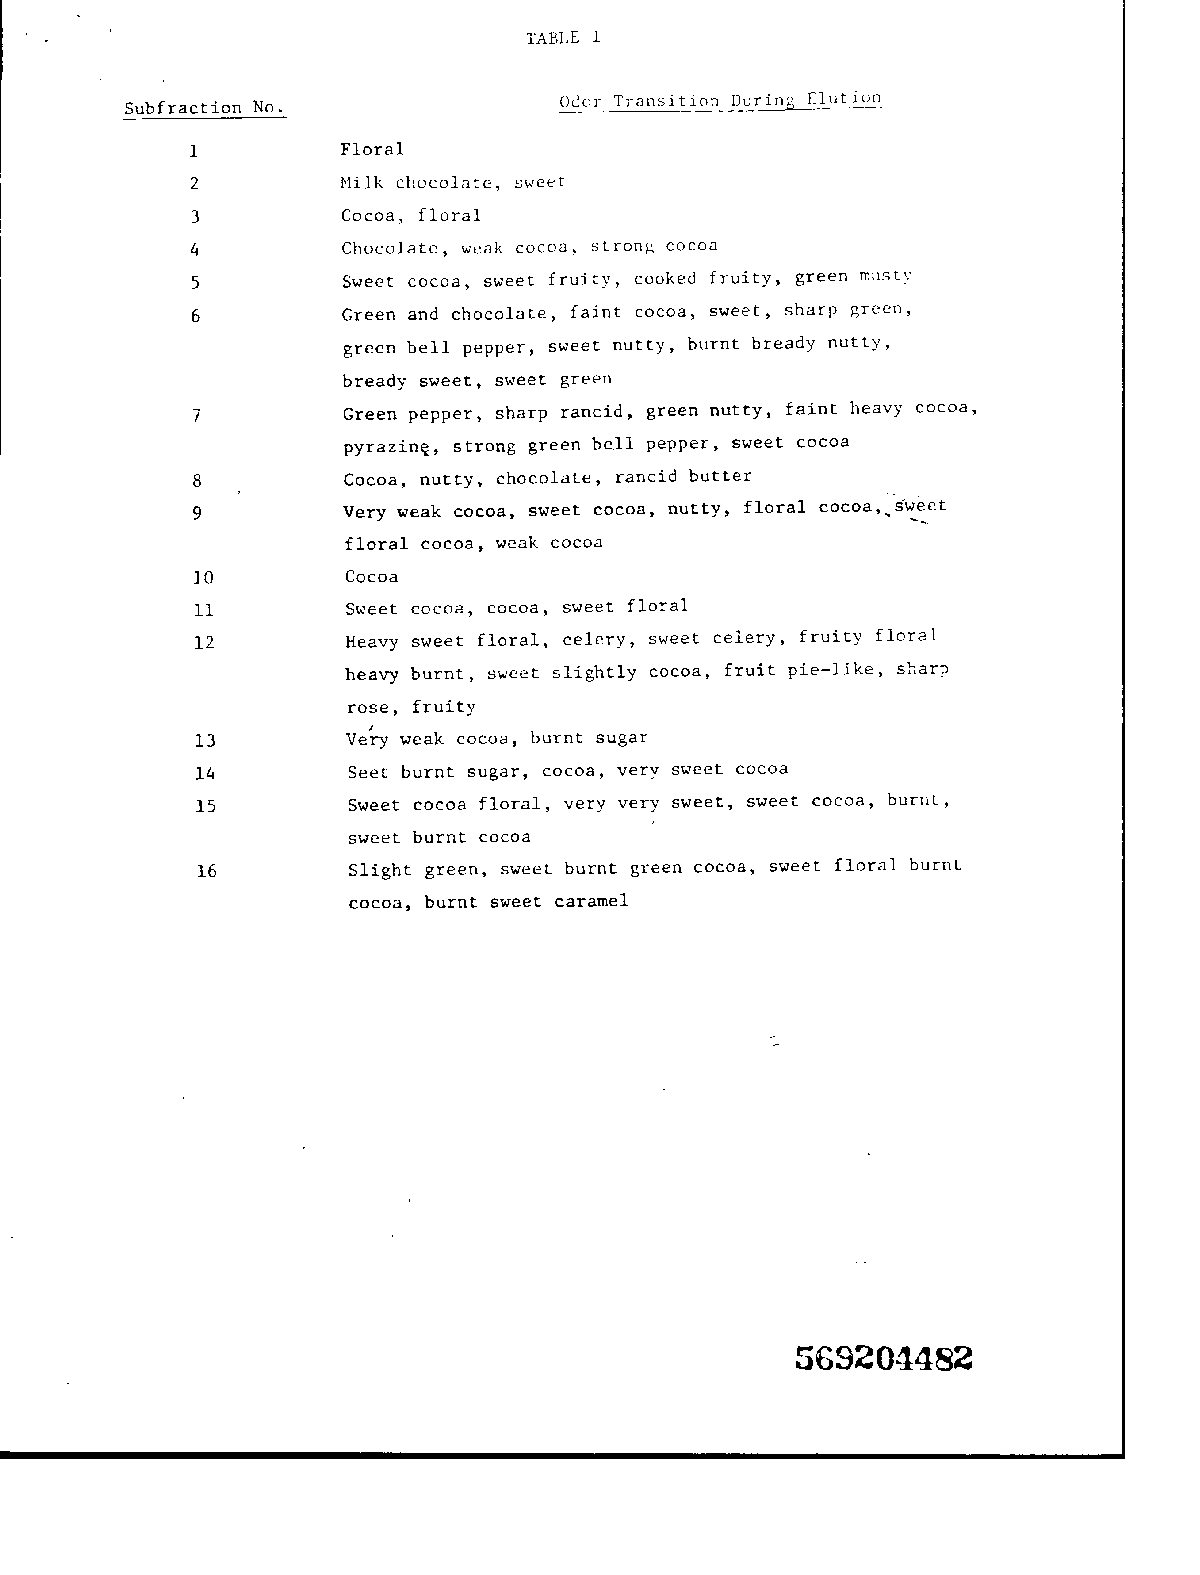 TABLE 1
Subfraction No. Odor Transition During Elution
1 Floral
2 Milk chocolate, sweet
3 Cocoa, floral
4 Chocolate, weak cocoa, strong cocoa
5 Sweet cocoa, sweet fruity, cooked fruity, green musty
6 Green and chocolate, faint cocoa, sweet, sharp green,
green bell pepper, sweet nutty, burnt bready nutty,
bready sweet, sweet green
7 Green pepper, sharp rancid, green nutty, faint heavy cocoa,
pyrazine, strong green bell pepper, sweet cocoa
8 Cocoa, nutty, chocolate, rancid butter
9 Very weak cocoa, sweet cocoa, nutty, floral cocoa, sweet
floral cocoa, weak cocoa
10 Cocoa
11 Sweet cocoa, cocoa, sweet floral
12 Heavy sweet floral, celery, sweet celery, fruity floral
heavy burnt, sweet slightly cocoa, fruit pie-like, sharp
rose, fruity
13 Very weak cocoa, burnt sugar
14 Seet burnt sugar, cocoa, very sweet cocoa
15 Sweet cocoa floral, very very sweet, sweet cocoa, burnt,
sweet burnt cocoa
16 Slight green, sweet burnt green cocoa, sweet floral burnt
cocoa, burnt sweet caramel
569204482